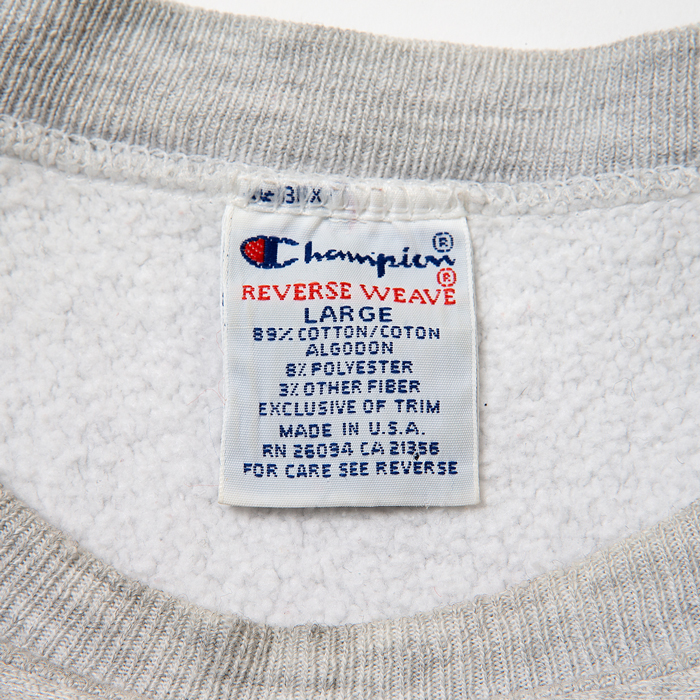 Champion®
®
REVERSE WEAVE
LARGE
89% COTTON/COTON
ALGODON
8% POLYESTER
3% OTHER FIBER
EXCLUSIVE OF TRIM
MADE IN U.S.A.
RN 26094 CA 21356
FOR CARE SEE REVERSE